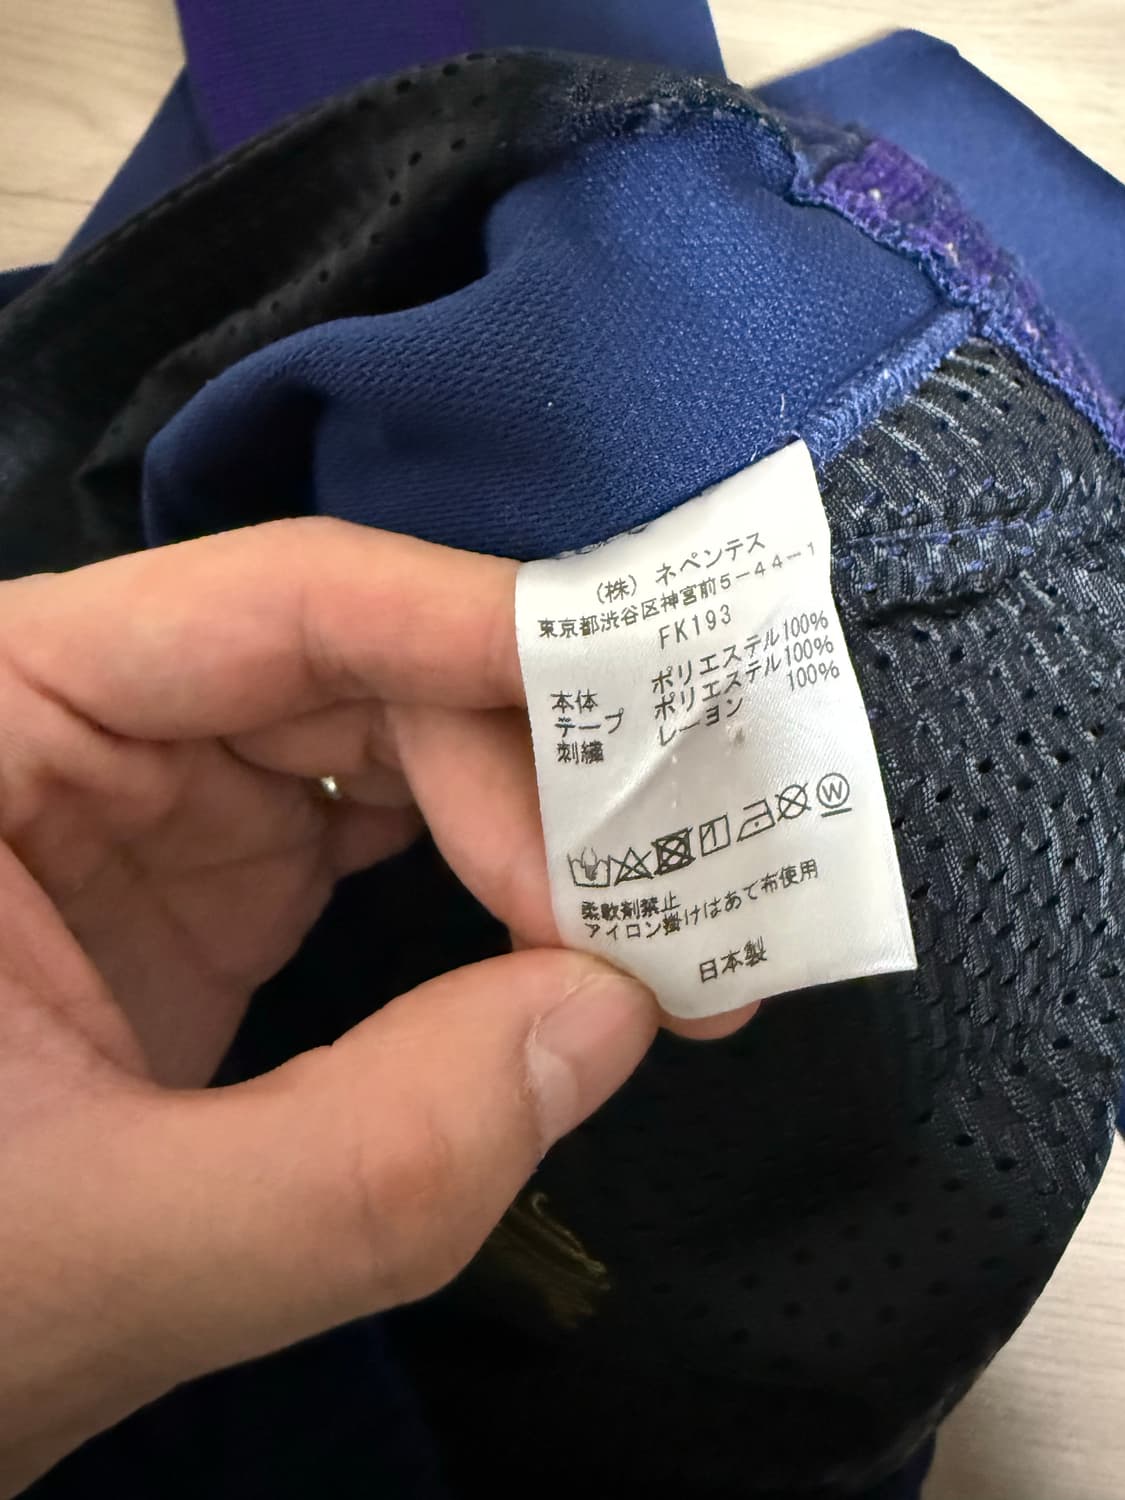 (株) ネペンテス
東京都渋谷区神宮前5-44-1
FK193
本体 ポリエステル100%
テープ ポリエステル100%
刺繍 レーヨン 100%
W
柔軟剤禁止
アイロン掛けはあて布使用
日本製